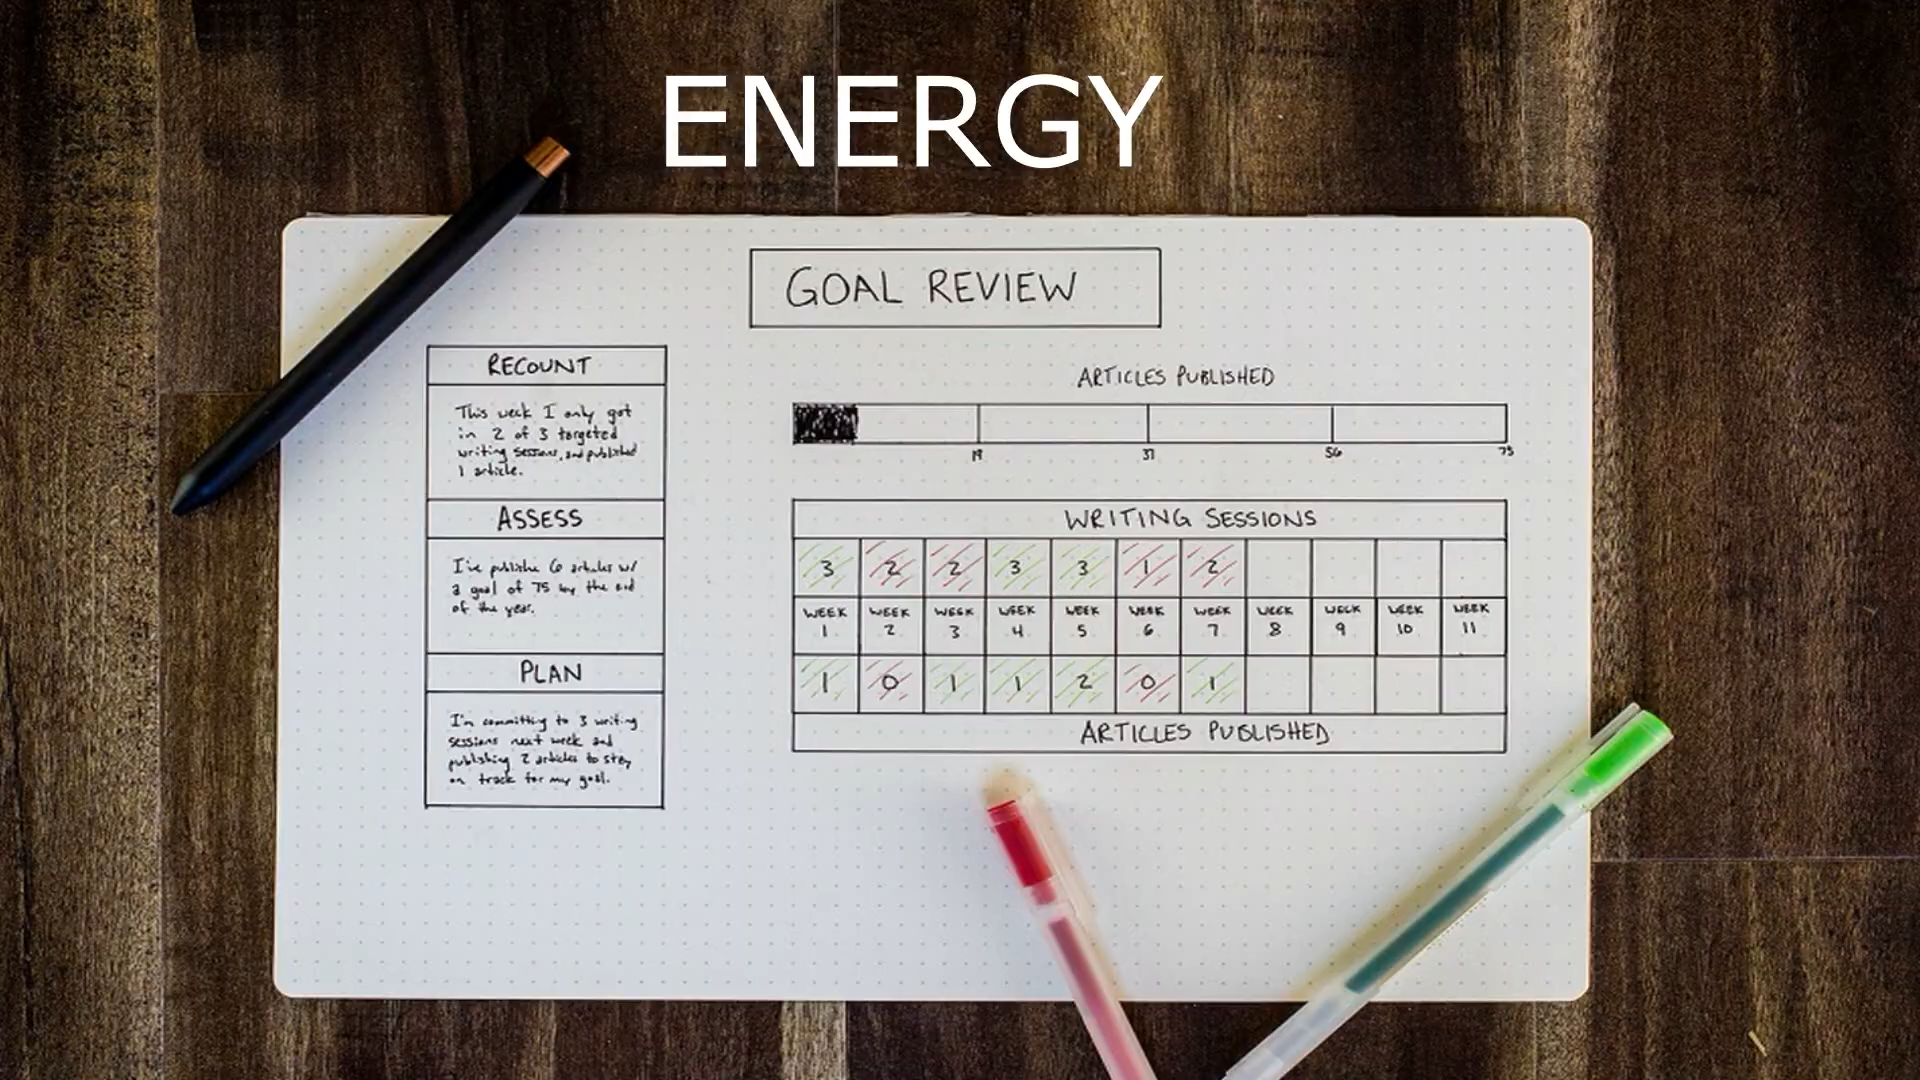 ENERGY
GOAL REVIEW
RECOUNT
This week I only got
in 2 of 3 targeted
writing sessions, and published
1 article.
ASSESS
I've publishe 6 articles w/
a goal of 75 by the end
of the year.
PLAN
I'm committing to 3 writing
sessions next week and
publishing 2 articles to stay
on track for my goal.
ARTICLES PUBLISHED
19 37 56 75
WRITING SESSIONS
3 2 2 3 3 1 2
WEEK WEEK WEEK WEEK WEEK WEEK WEEK WEEK WEEK WEEK WEEK
1 2 3 4 5 6 7 8 9 10 11
1 0 1 1 2 0 1
ARTICLES PUBLISHED